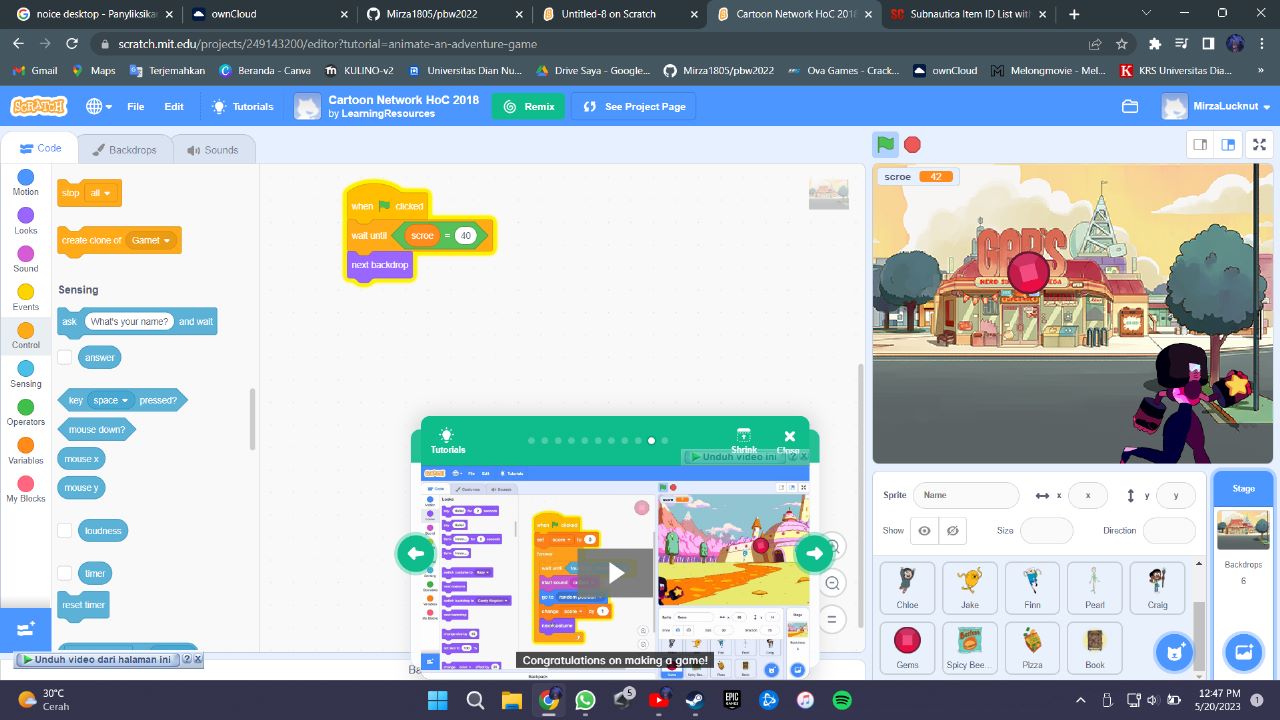 noice desktop - Panyliksikan
ownCloud
Mirza1805/pbw2022
Untitled-8 on Scratch
Cartoon Network HoC 2018
Subnautica Item ID List with
scratch.mit.edu/projects/249143200/editor?tutorial=animate-an-adventure-game
Gmail
Maps
Terjemahkan
Beranda - Canva
KULINO-v2
Universitas Dian Nu...
Drive Saya - Google...
Mirza1805/pbw2022
Ova Games - Crack...
ownCloud
Melongmovie - Mel...
KRS Universitas Dia...
»
SCRATCH
File
Edit
Tutorials
Cartoon Network HoC 2018
by LearningResources
Remix
See Project Page
MirzaLucknut
Code
Backdrops
Sounds
Motion
Looks
Sound
Events
Control
Sensing
Operators
Variables
My Blocks
stop all
create clone of Garnet
Sensing
ask What's your name? and wait
answer
key space pressed?
mouse down?
mouse x
mouse y
loudness
timer
reset timer
when clicked
wait until scroe = 40
next backdrop
scroe 42
Tutorials
Shrink
Close
Unduh video ini ? X
Congratulations on making a game!
Unduh video dari halaman ini ? X
Sprite
Name
x
x
y
y
Show
Size
Direction
Stage
Backdrops
6
Chloe
Jake
Finn
Pearl
Craig
Gems
Spicy Bee...
Pizza
Book
30°C
Cerah
5
EPIC
GAMES
12:47 PM
5/20/2023
1